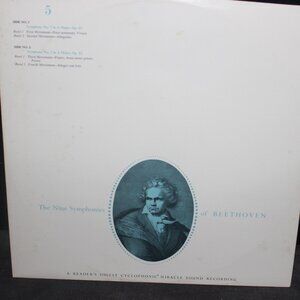 5
SIDE NO. 1
Symphony No. 7 in A Major, Op. 92
Band 1 First Movement—Poco sostenuto; Vivace
Band 2 Second Movement—Allegretto
SIDE NO. 2
Symphony No. 7 in A Major, Op. 92
Band 1 Third Movement—Presto; Assai meno presto;
Presto
Band 2 Fourth Movement—Allegro con brio
The Nine Symphonies of BEETHOVEN
A READER'S DIGEST CYCLOPHONIC MIRACLE SOUND RECORDING